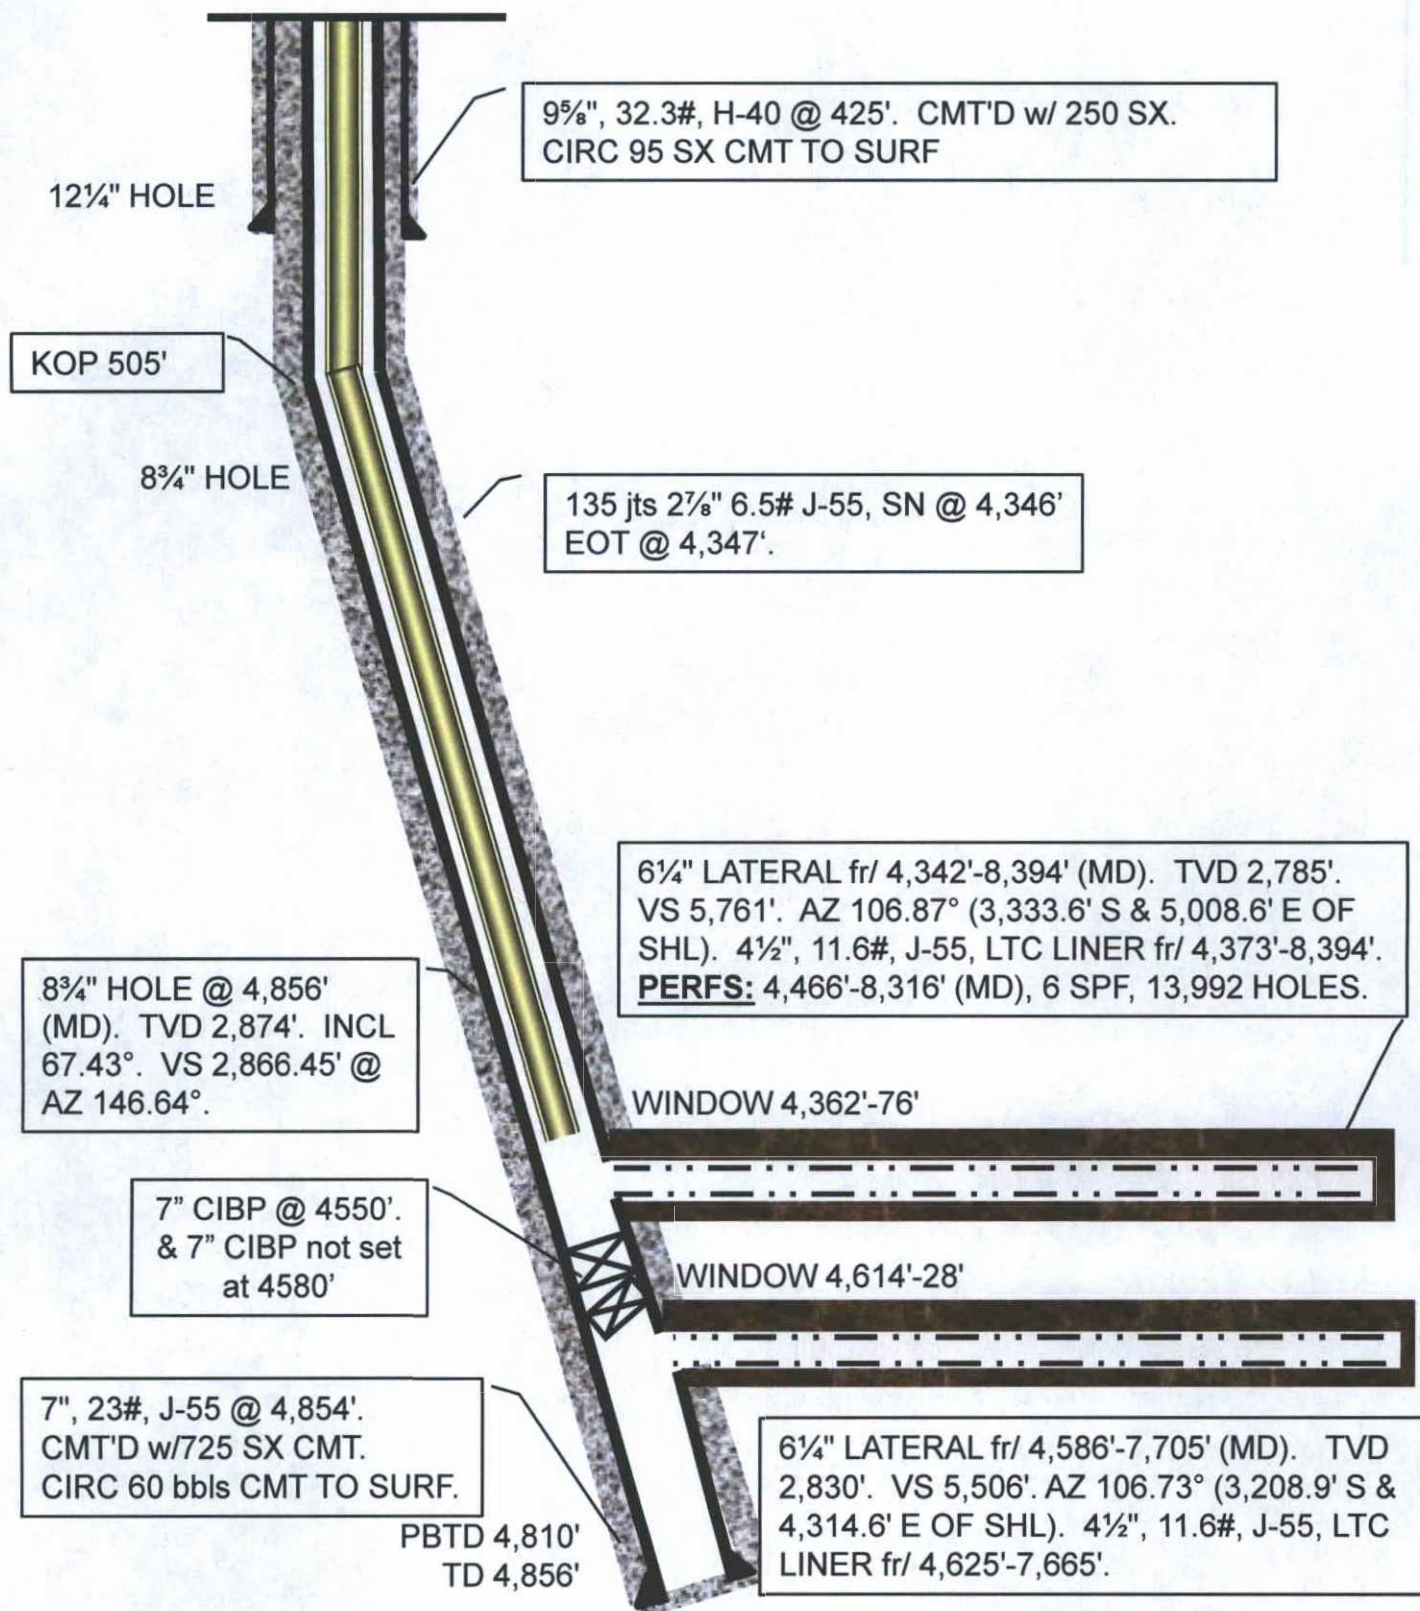 9⅝", 32.3#, H-40 @ 425'. CMT'D w/ 250 SX.
CIRC 95 SX CMT TO SURF
12¼" HOLE
KOP 505'
8¾" HOLE
135 jts 2⅞" 6.5# J-55, SN @ 4,346'
EOT @ 4,347'.
6¼" LATERAL fr/ 4,342'-8,394' (MD). TVD 2,785'.
VS 5,761'. AZ 106.87° (3,333.6' S & 5,008.6' E OF
SHL). 4½", 11.6#, J-55, LTC LINER fr/ 4,373'-8,394'.
PERFS: 4,466'-8,316' (MD), 6 SPF, 13,992 HOLES.
8¾" HOLE @ 4,856'
(MD). TVD 2,874'. INCL
67.43°. VS 2,866.45' @
AZ 146.64°.
WINDOW 4,362'-76'
7" CIBP @ 4550'.
& 7" CIBP not set
at 4580'
WINDOW 4,614'-28'
7", 23#, J-55 @ 4,854'.
CMT'D w/725 SX CMT.
CIRC 60 bbls CMT TO SURF.
6¼" LATERAL fr/ 4,586'-7,705' (MD). TVD
2,830'. VS 5,506'. AZ 106.73° (3,208.9' S &
4,314.6' E OF SHL). 4½", 11.6#, J-55, LTC
LINER fr/ 4,625'-7,665'.
PBTD 4,810'
TD 4,856'